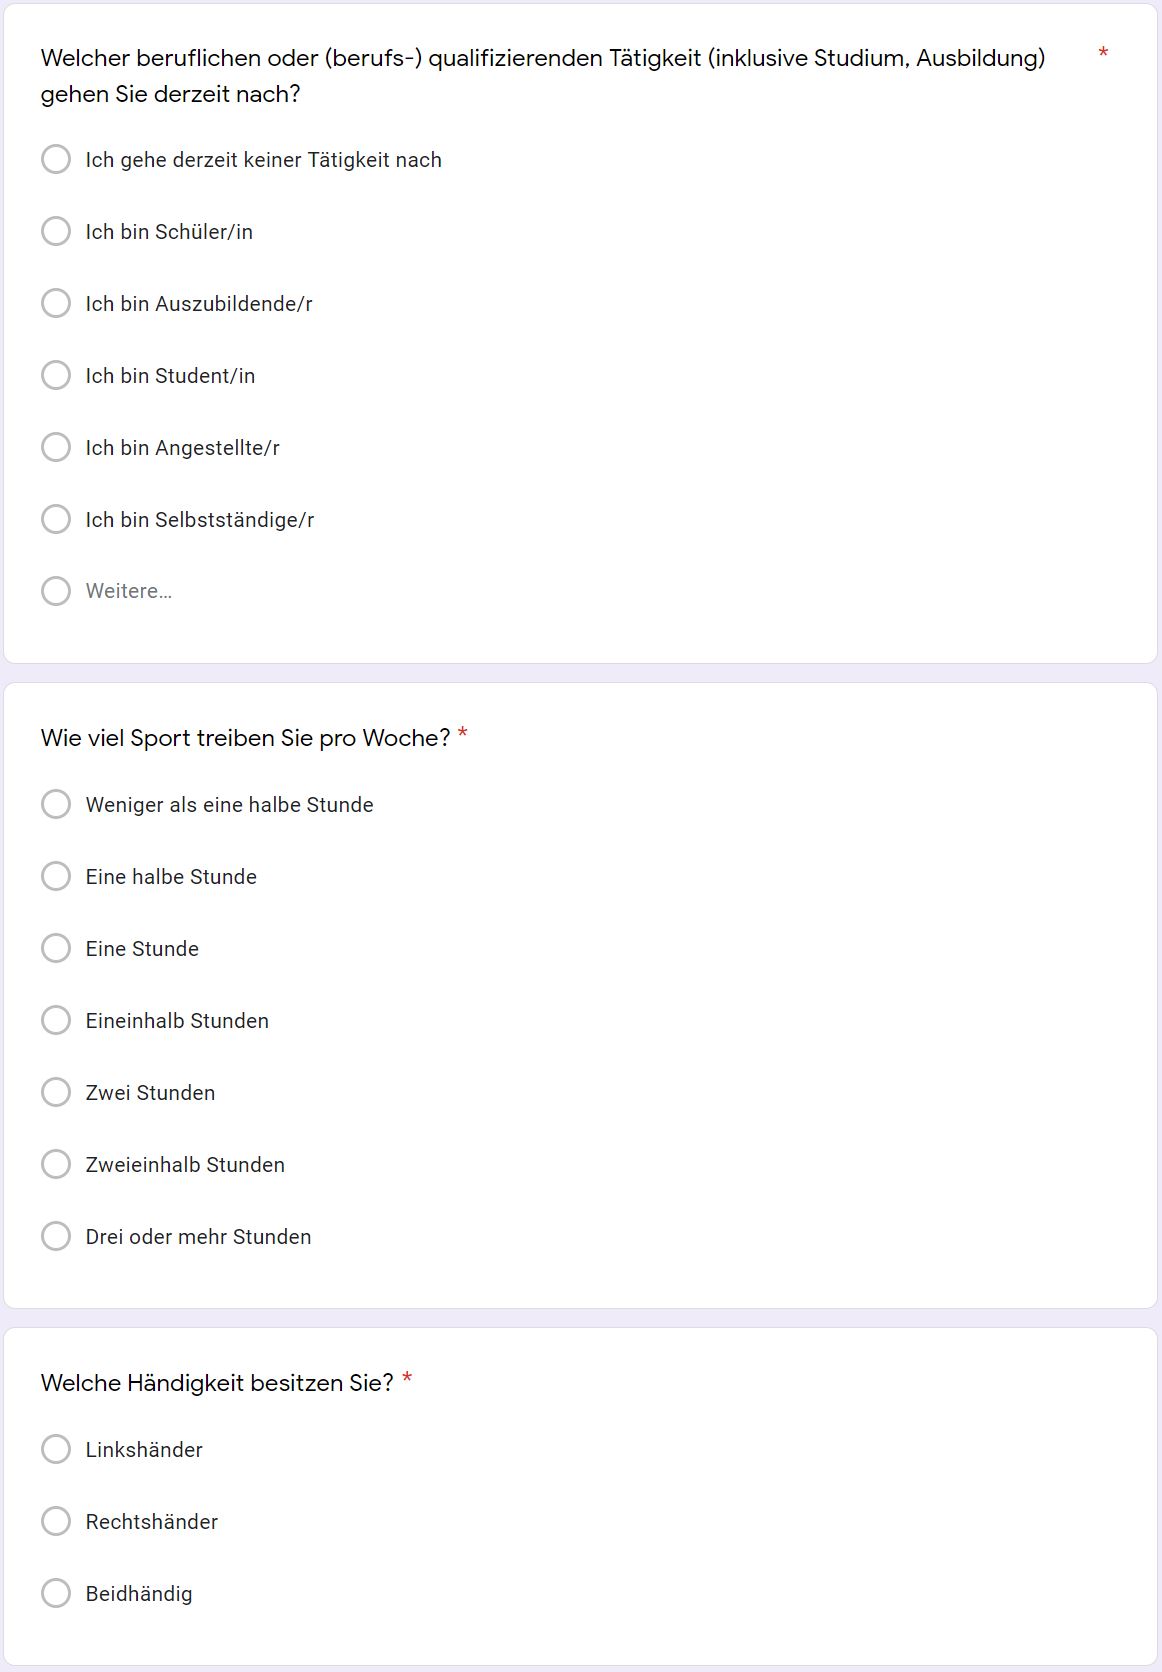 Welcher beruflichen oder (berufs-) qualifizierenden Tätigkeit (inklusive Studium, Ausbildung) *
gehen Sie derzeit nach?
Ich gehe derzeit keiner Tätigkeit nach
Ich bin Schüler/in
Ich bin Auszubildende/r
Ich bin Student/in
Ich bin Angestellte/r
Ich bin Selbstständige/r
Weitere...
Wie viel Sport treiben Sie pro Woche? *
Weniger als eine halbe Stunde
Eine halbe Stunde
Eine Stunde
Eineinhalb Stunden
Zwei Stunden
Zweieinhalb Stunden
Drei oder mehr Stunden
Welche Händigkeit besitzen Sie? *
Linkshänder
Rechtshänder
Beidhändig